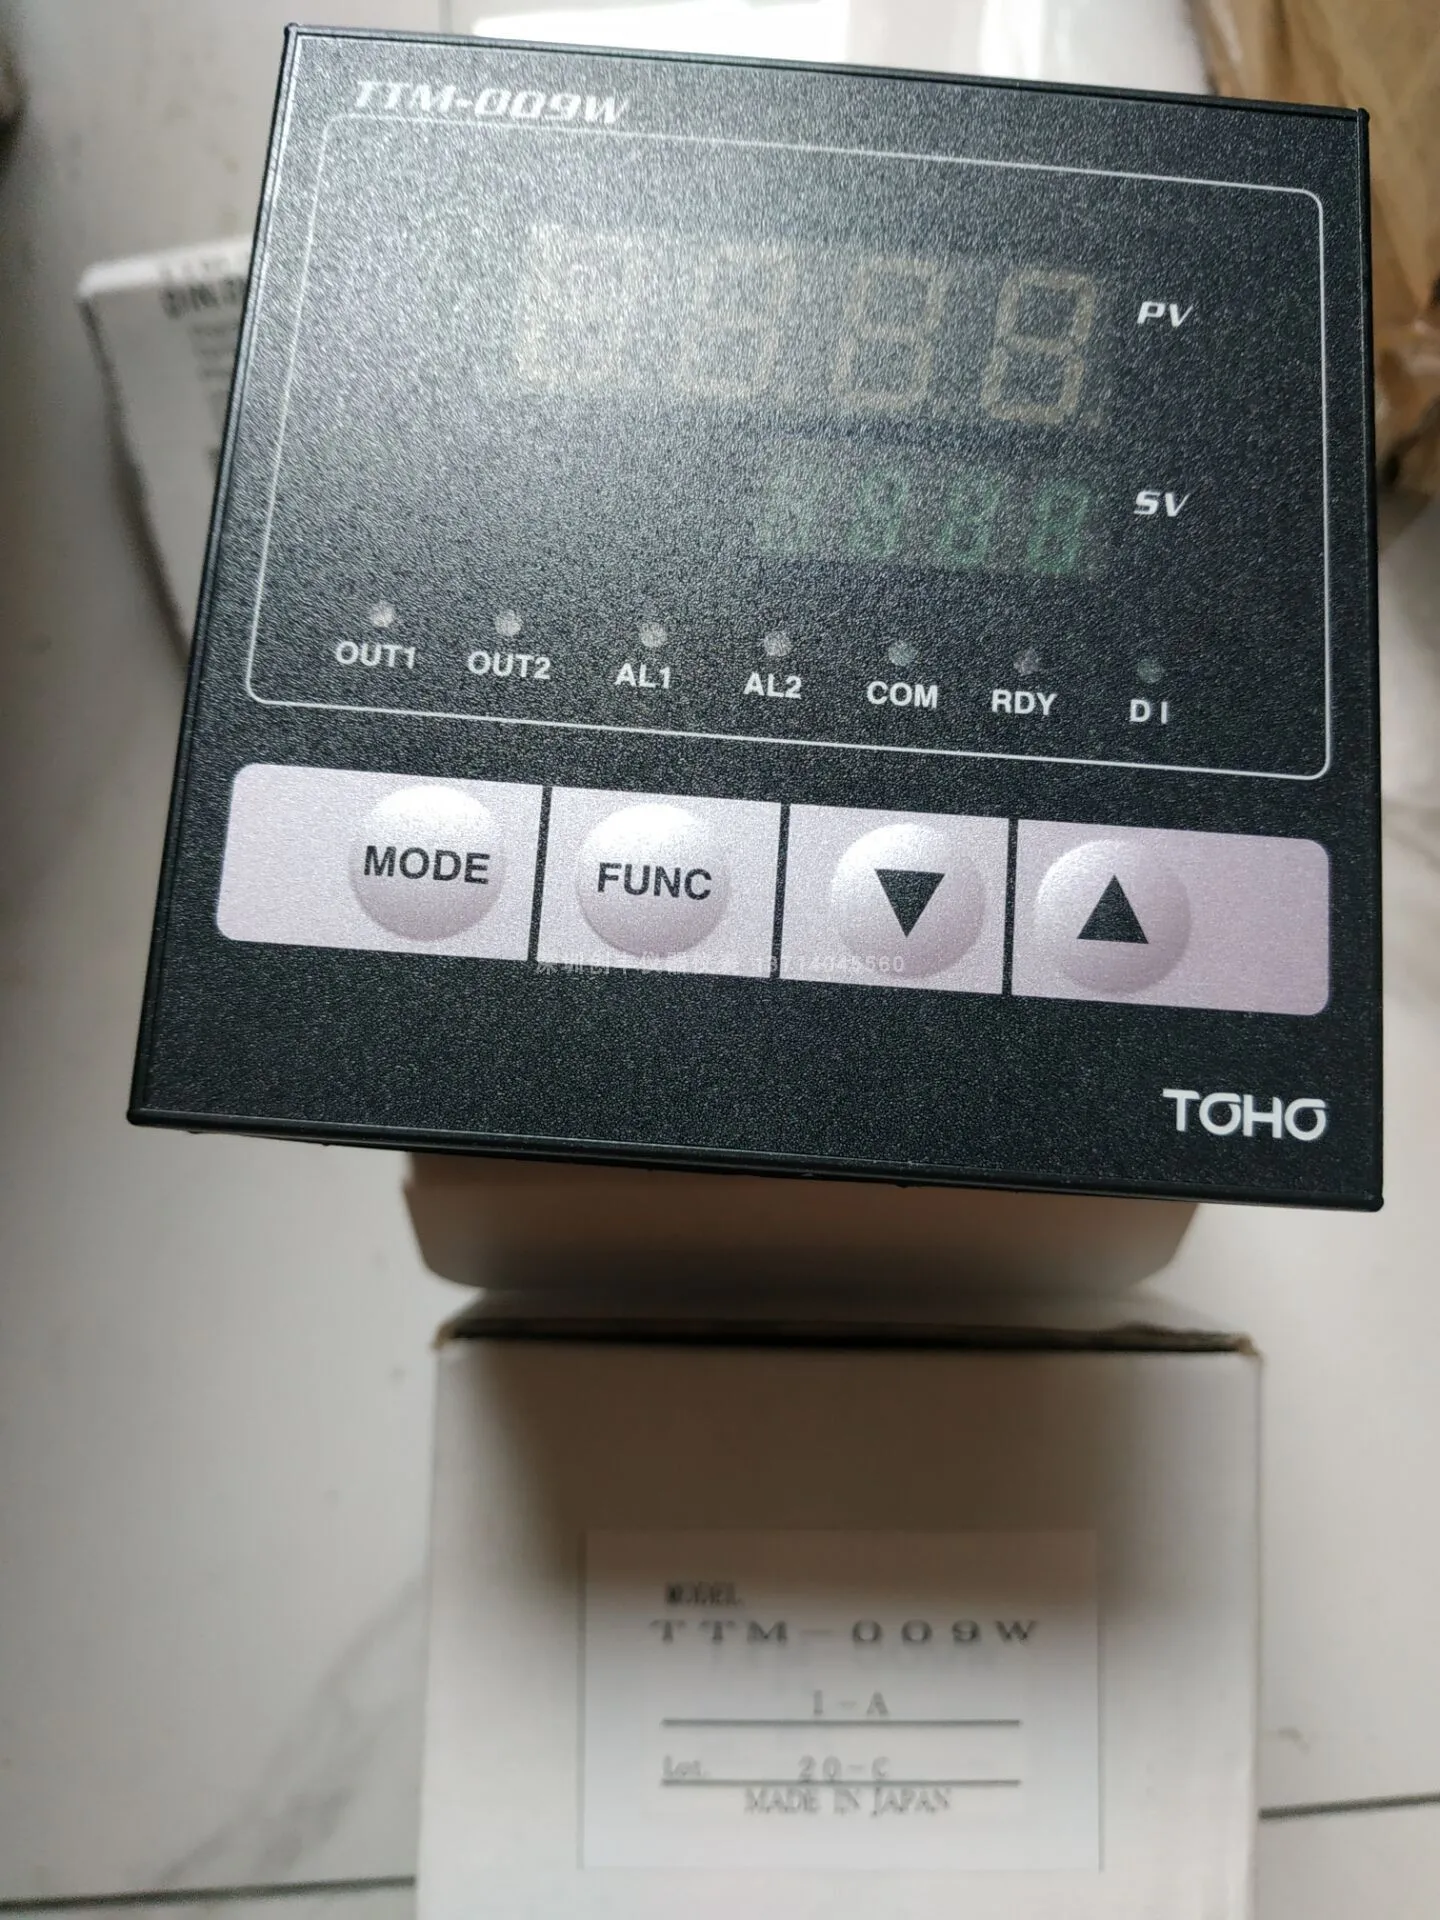 TTM-009W
PV
SV
OUT1 OUT2 AL1 AL2 COM RDY DI
MODE FUNC ▼ ▲
TOHO
MODEL
TTM-009W
I-A
Lot. 20-C
MADE IN JAPAN